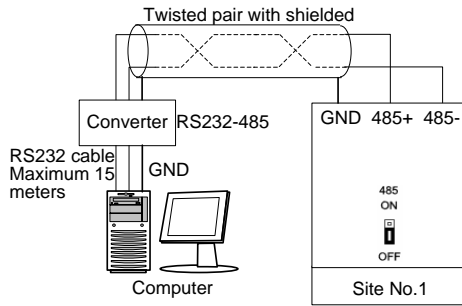 Twisted pair with shielded
Converter RS232-485
GND 485+ 485-
RS232 cable
Maximum 15
meters
GND
485
ON
OFF
Computer
Site No.1